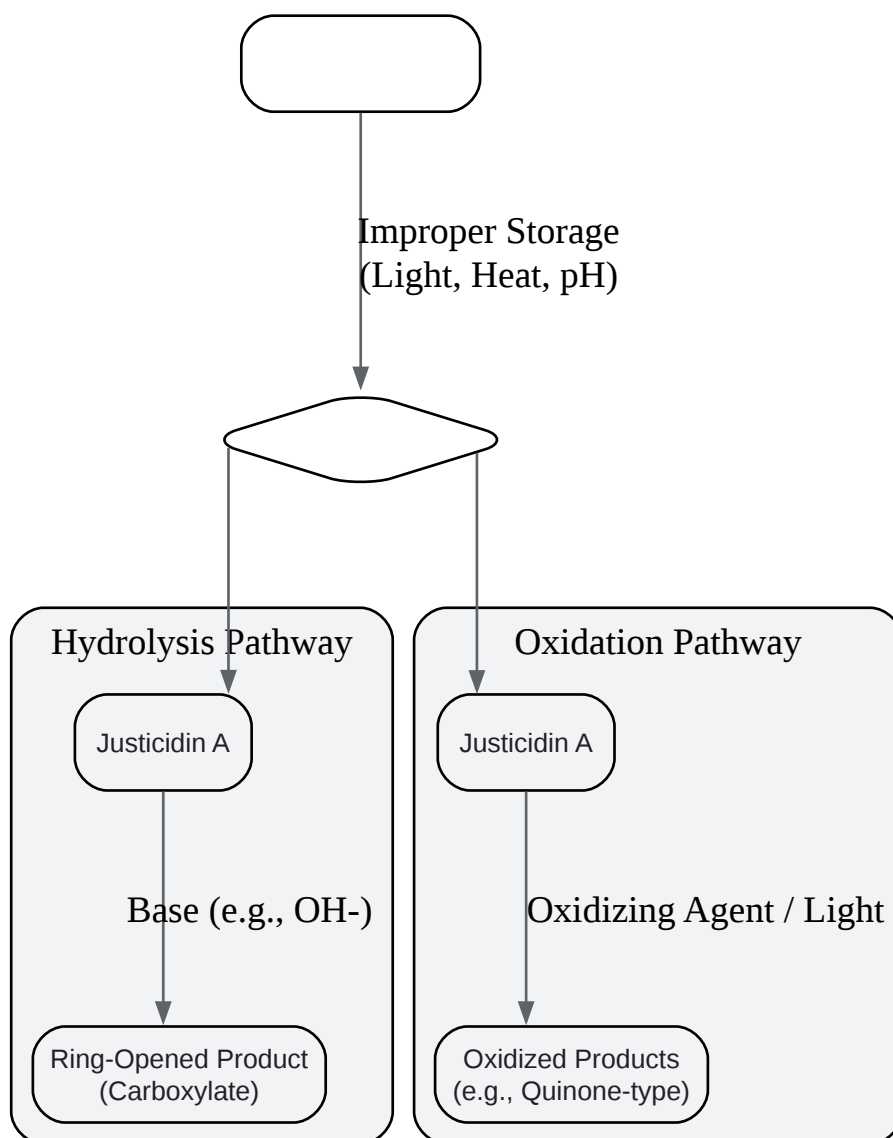 Improper Storage
(Light, Heat, pH)
Hydrolysis Pathway
Oxidation Pathway
Justicidin A
Justicidin A
Base (e.g., OH-)
Oxidizing Agent / Light
Ring-Opened Product
(Carboxylate)
Oxidized Products
(e.g., Quinone-type)